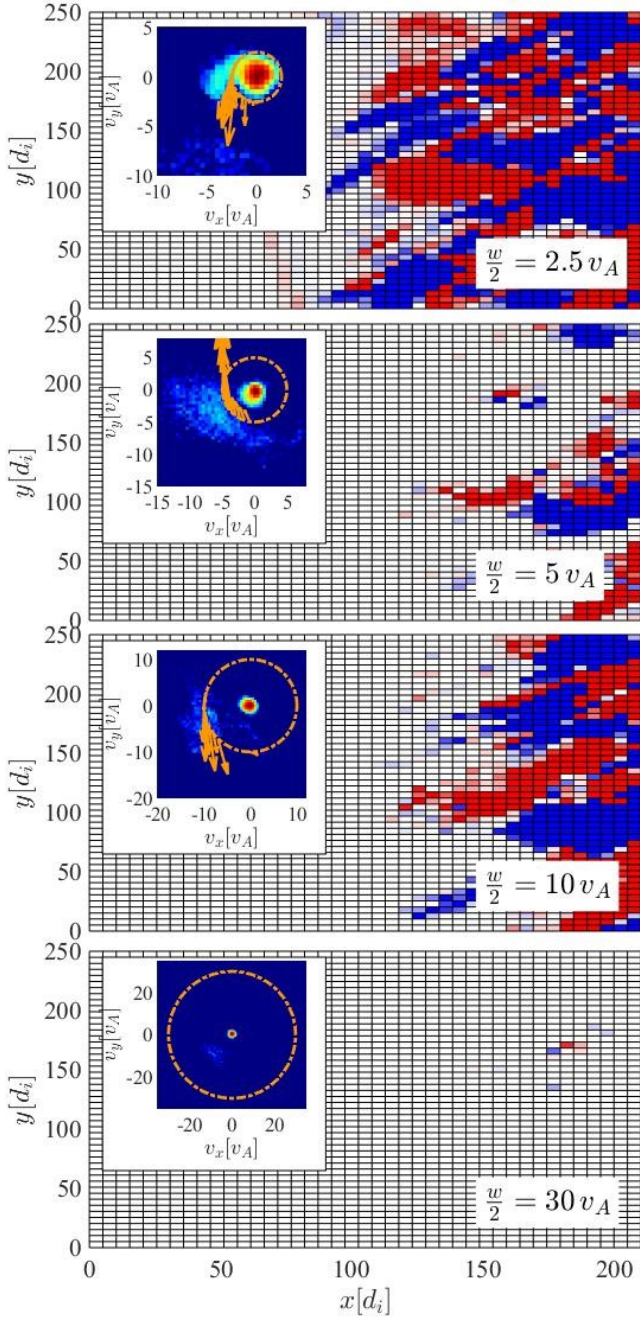 250
200
150
100
50
0
y[d_i]
5
0
-5
-10
v_y[v_A]
-10 -5 0 5
v_x[v_A]
w/2 = 2.5 v_A
250
200
150
100
50
0
y[d_i]
5
0
-5
-10
-15
v_y[v_A]
-15 -10 -5 0 5
v_x[v_A]
w/2 = 5 v_A
250
200
150
100
50
0
y[d_i]
10
0
-10
-20
v_y[v_A]
-20 -10 0 10
v_x[v_A]
w/2 = 10 v_A
250
200
150
100
50
0
y[d_i]
20
0
-20
v_y[v_A]
-20 0 20
v_x[v_A]
w/2 = 30 v_A
0 50 100 150 200
x[d_i]